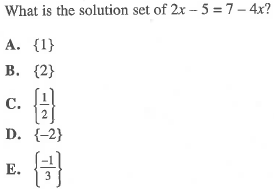 What is the solution set of 2x – 5 = 7 – 4x?
A. {1}
B. {2}
C. {1/2}
D. {–2}
E. {-1/3}